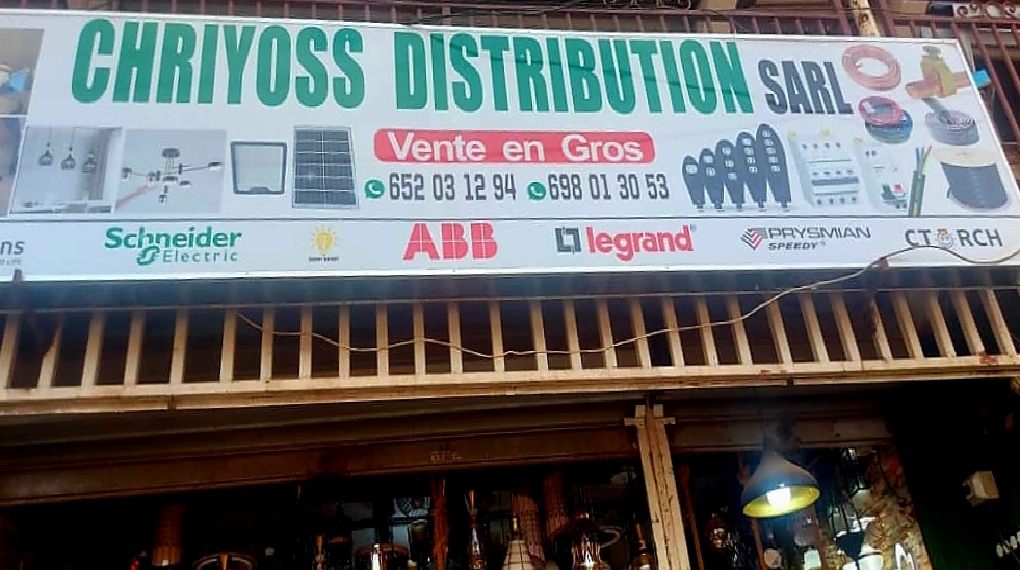 CHRIYOSS DISTRIBUTION SARL
Vente en Gros
652 03 12 94 698 01 30 53
Schneider Electric
ABB
legrand
PRYSMIAN SPEEDY